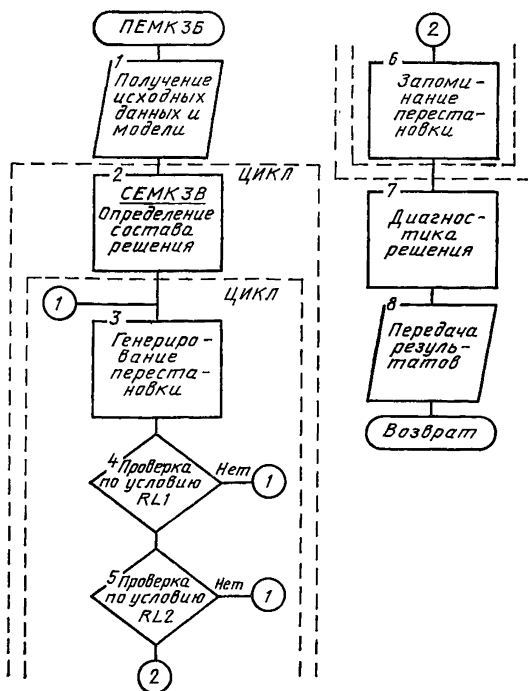 ПЕМКЗБ
1
Получение
исходных
данных и
модели
ЦИКЛ
2
СЕМКЗВ
Определение
состава
решения
ЦИКЛ
1
3
Генериро-
вание
переста-
новки
4 Проверка
по условию
RL1
Нет
1
5 Проверка
по условию
RL2
Нет
1
2
2
6
Запоми-
нание
переста-
новки
7
Диагнос-
тика
решения
8
Передача
резуль-
татов
Возврат